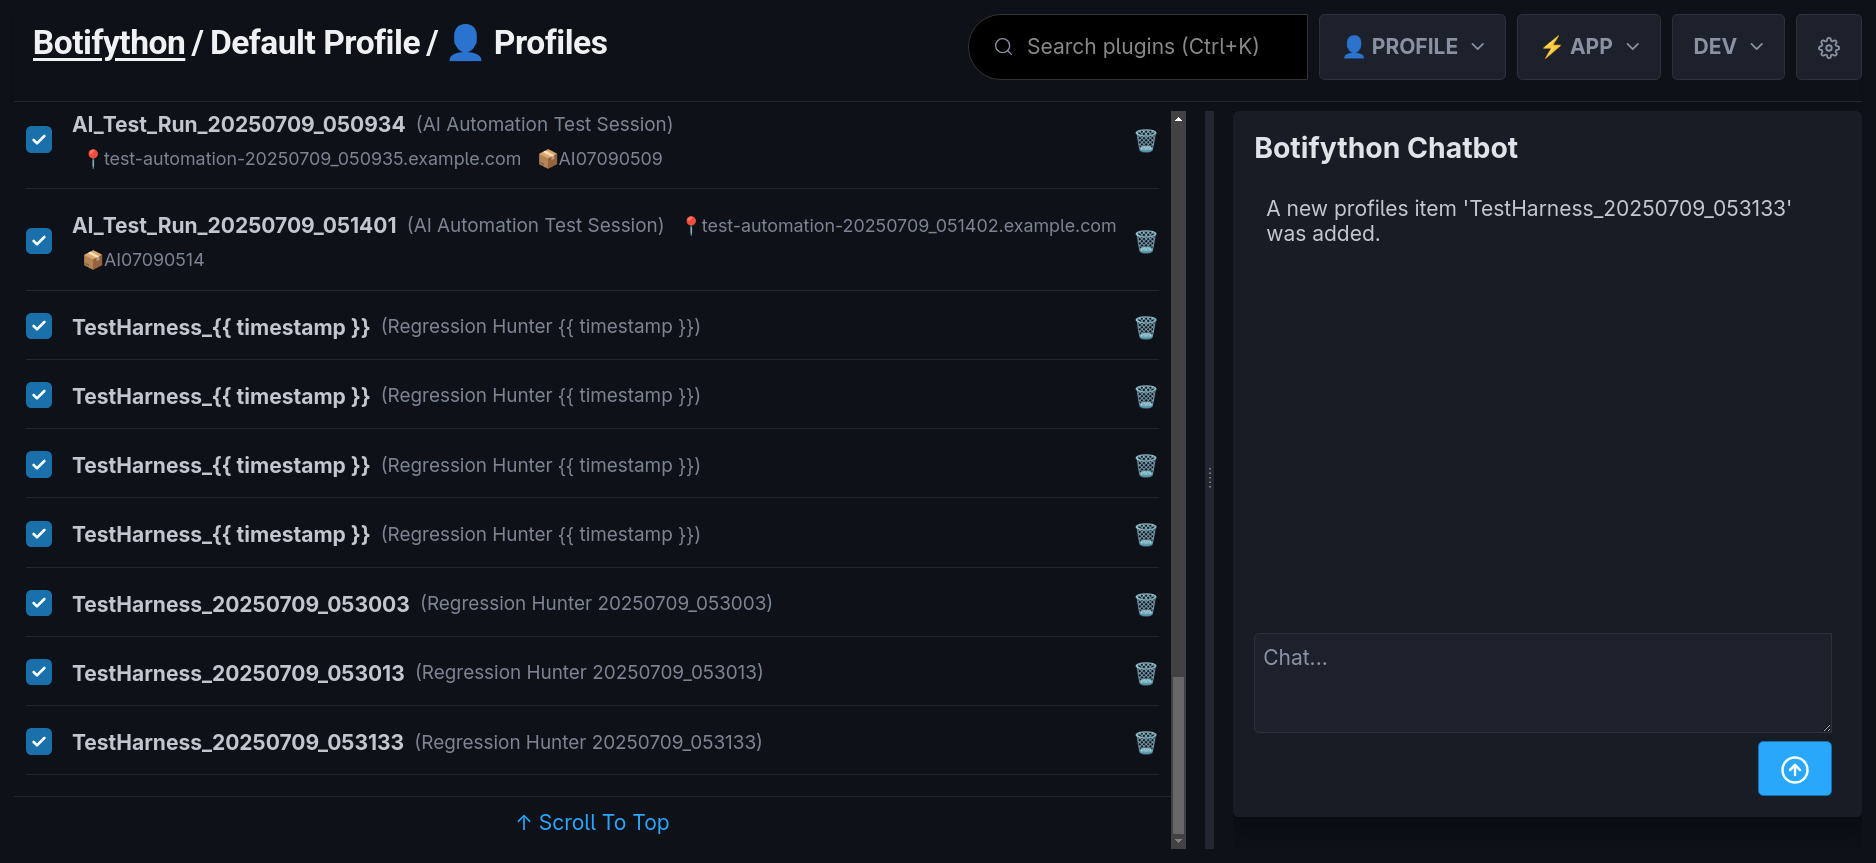 Botifython / Default Profile / 👤 Profiles
Search plugins (Ctrl+K)
👤 PROFILE
⚡ APP
DEV
AI_Test_Run_20250709_050934 (AI Automation Test Session)
📍test-automation-20250709_050935.example.com 📦AI07090509
AI_Test_Run_20250709_051401 (AI Automation Test Session) 📍test-automation-20250709_051402.example.com
📦AI07090514
TestHarness_{{ timestamp }} (Regression Hunter {{ timestamp }})
TestHarness_{{ timestamp }} (Regression Hunter {{ timestamp }})
TestHarness_{{ timestamp }} (Regression Hunter {{ timestamp }})
TestHarness_{{ timestamp }} (Regression Hunter {{ timestamp }})
TestHarness_20250709_053003 (Regression Hunter 20250709_053003)
TestHarness_20250709_053013 (Regression Hunter 20250709_053013)
TestHarness_20250709_053133 (Regression Hunter 20250709_053133)
↑ Scroll To Top
Botifython Chatbot
A new profiles item 'TestHarness_20250709_053133'
was added.
Chat...